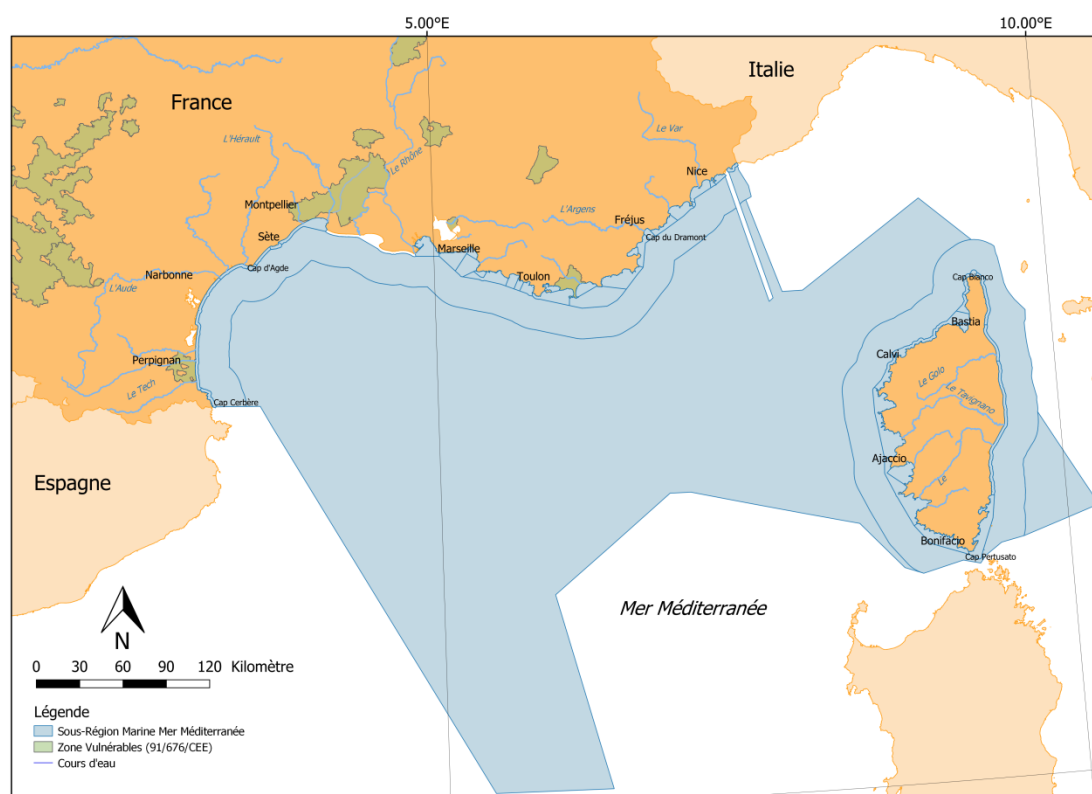 5.00°E
10.00°E
Italie
France
Le Var
L'Hérault
Le Rhône
Nice
Montpellier
L'Argens
Fréjus
Sète
Cap du Dramont
Marseille
Cap d'Agde
Narbonne
Toulon
Cap Bianco
L'Aude
Bastia
Perpignan
Calvi
Le Golo
Le Tech
Le Tavignano
Cap Cerbère
Ajaccio
Espagne
Le
Bonifacio
Cap Pertusato
Mer Méditerranée
N
0 30 60 90 120 Kilomètre
Légende
Sous-Région Marine Mer Méditerranée
Zone Vulnérables (91/676/CEE)
Cours d'eau